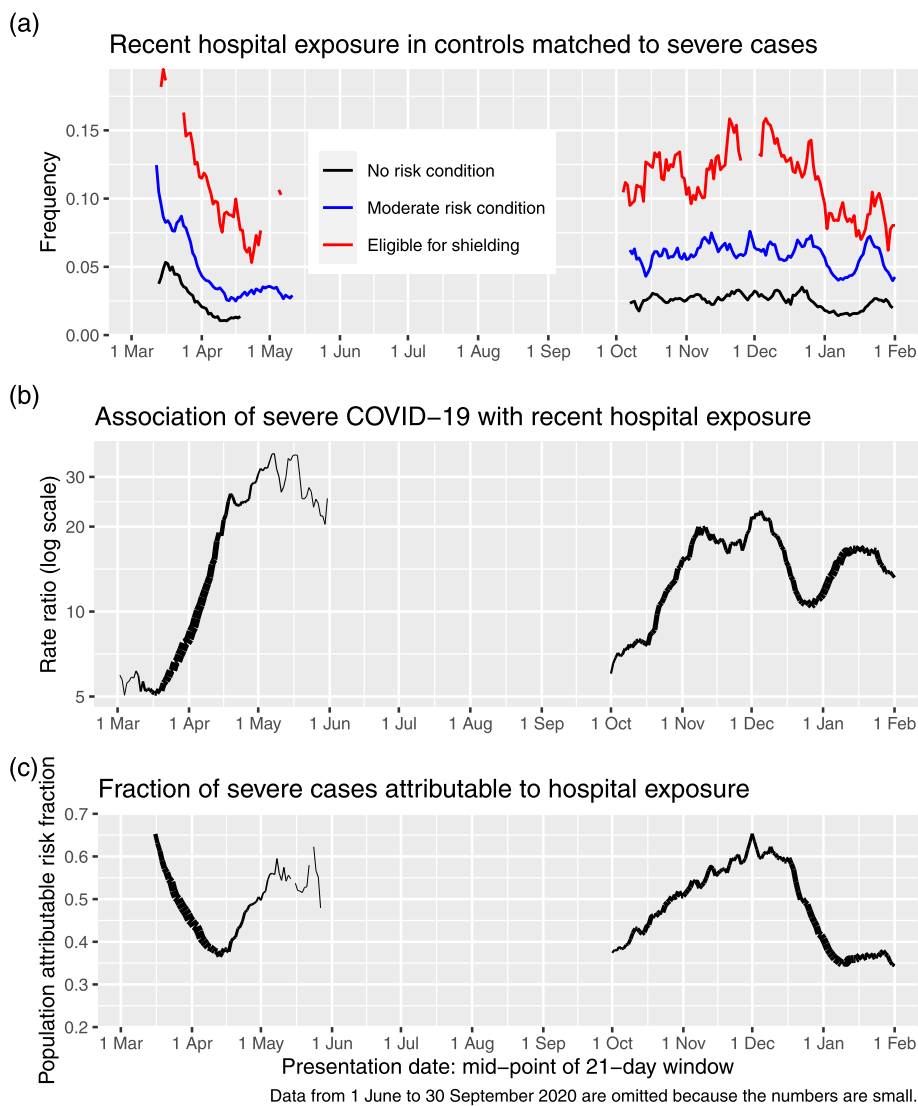 (a)
Recent hospital exposure in controls matched to severe cases
Frequency
0.15
0.10
0.05
0.00
No risk condition
Moderate risk condition
Eligible for shielding
1 Mar 1 Apr 1 May 1 Jun 1 Jul 1 Aug 1 Sep 1 Oct 1 Nov 1 Dec 1 Jan 1 Feb
(b)
Association of severe COVID−19 with recent hospital exposure
Rate ratio (log scale)
30
20
10
5
1 Mar 1 Apr 1 May 1 Jun 1 Jul 1 Aug 1 Sep 1 Oct 1 Nov 1 Dec 1 Jan 1 Feb
(c)
Fraction of severe cases attributable to hospital exposure
Population attributable risk fraction
0.7
0.6
0.5
0.4
0.3
0.2
1 Mar 1 Apr 1 May 1 Jun 1 Jul 1 Aug 1 Sep 1 Oct 1 Nov 1 Dec 1 Jan 1 Feb
Presentation date: mid−point of 21−day window
Data from 1 June to 30 September 2020 are omitted because the numbers are small.